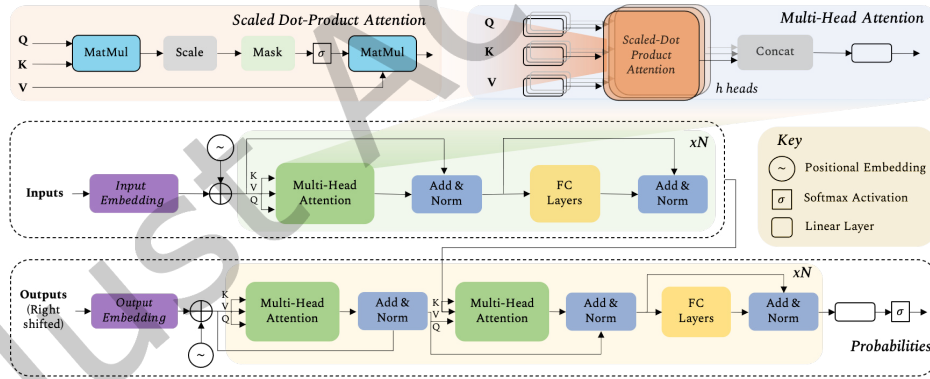 Scaled Dot-Product Attention
Q
K
V
MatMul
Scale
Mask
σ
MatMul
Multi-Head Attention
Q
K
V
Scaled-Dot
Product
Attention
h heads
Concat
Inputs
Input
Embedding
~
K
V
Q
Multi-Head
Attention
Add &
Norm
FC
Layers
Add &
Norm
xN
Key
~ Positional Embedding
σ Softmax Activation
Linear Layer
Outputs
(Right
shifted)
Output
Embedding
~
K
V
Q
Multi-Head
Attention
Add &
Norm
K
V
Q
Multi-Head
Attention
Add &
Norm
FC
Layers
Add &
Norm
xN
σ
Probabilities
Just Ac